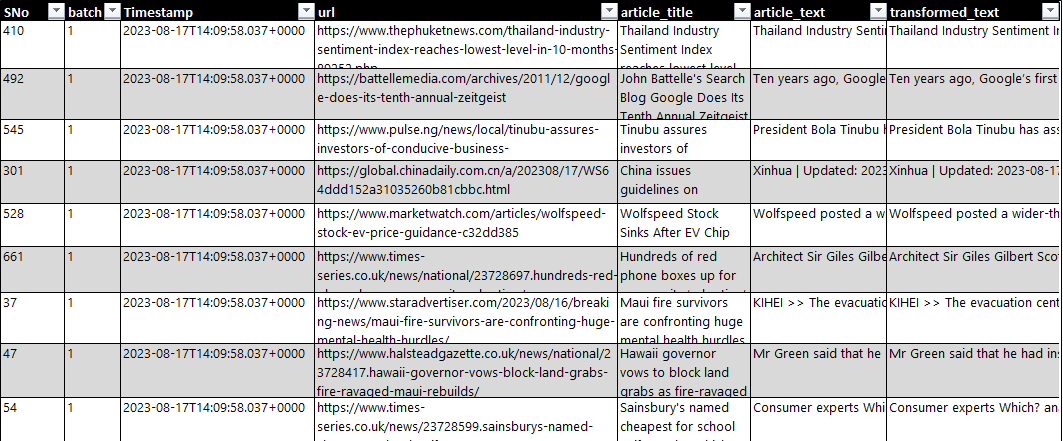 SNo batch Timestamp url article_title article_text transformed_text
410 1 2023-08-17T14:09:58.037+0000 https://www.thephuketnews.com/thailand-industry- Thailand Industry Thailand Industry Senti Thailand Industry Sentiment I
sentiment-index-reaches-lowest-level-in-10-months- Sentiment Index
reaches lowest level
492 1 2023-08-17T14:09:58.037+0000 https://battellemedia.com/archives/2011/12/googl John Battelle's Search Ten years ago, Google Ten years ago, Google's first
e-does-its-tenth-annual-zeitgeist Blog Google Does Its
Tenth Annual Zeitgeist
545 1 2023-08-17T14:09:58.037+0000 https://www.pulse.ng/news/local/tinubu-assures- Tinubu assures President Bola Tinubu h President Bola Tinubu has ass
investors-of-conducive-business- investors of
301 1 2023-08-17T14:09:58.037+0000 https://global.chinadaily.com.cn/a/202308/17/WS6 China issues Xinhua | Updated: 2023 Xinhua | Updated: 2023-08-17
4ddd152a31035260b81cbbc.html guidelines on
528 1 2023-08-17T14:09:58.037+0000 https://www.marketwatch.com/articles/wolfspeed- Wolfspeed Stock Wolfspeed posted a w Wolfspeed posted a wider-th
stock-ev-price-guidance-c32dd385 Sinks After EV Chip
661 1 2023-08-17T14:09:58.037+0000 https://www.times- Hundreds of red Architect Sir Giles Gilbe Architect Sir Giles Gilbert Sco
series.co.uk/news/national/23728697.hundreds-red- phone boxes up for
37 1 2023-08-17T14:09:58.037+0000 https://www.staradvertiser.com/2023/08/16/breaki Maui fire survivors KIHEI >> The evacuatio KIHEI >> The evacuation cent
ng-news/maui-fire-survivors-are-confronting-huge- are confronting huge
mental-health-hurdles/ mental health hurdles
47 1 2023-08-17T14:09:58.037+0000 https://www.halsteadgazette.co.uk/news/national/2 Hawaii governor Mr Green said that he Mr Green said that he had ins
3728417.hawaii-governor-vows-block-land-grabs- vows to block land
fire-ravaged-maui-rebuilds/ grabs as fire-ravaged
54 1 2023-08-17T14:09:58.037+0000 https://www.times- Sainsbury's named Consumer experts Whi Consumer experts Which? an
series.co.uk/news/23728599.sainsburys-named- cheapest for school